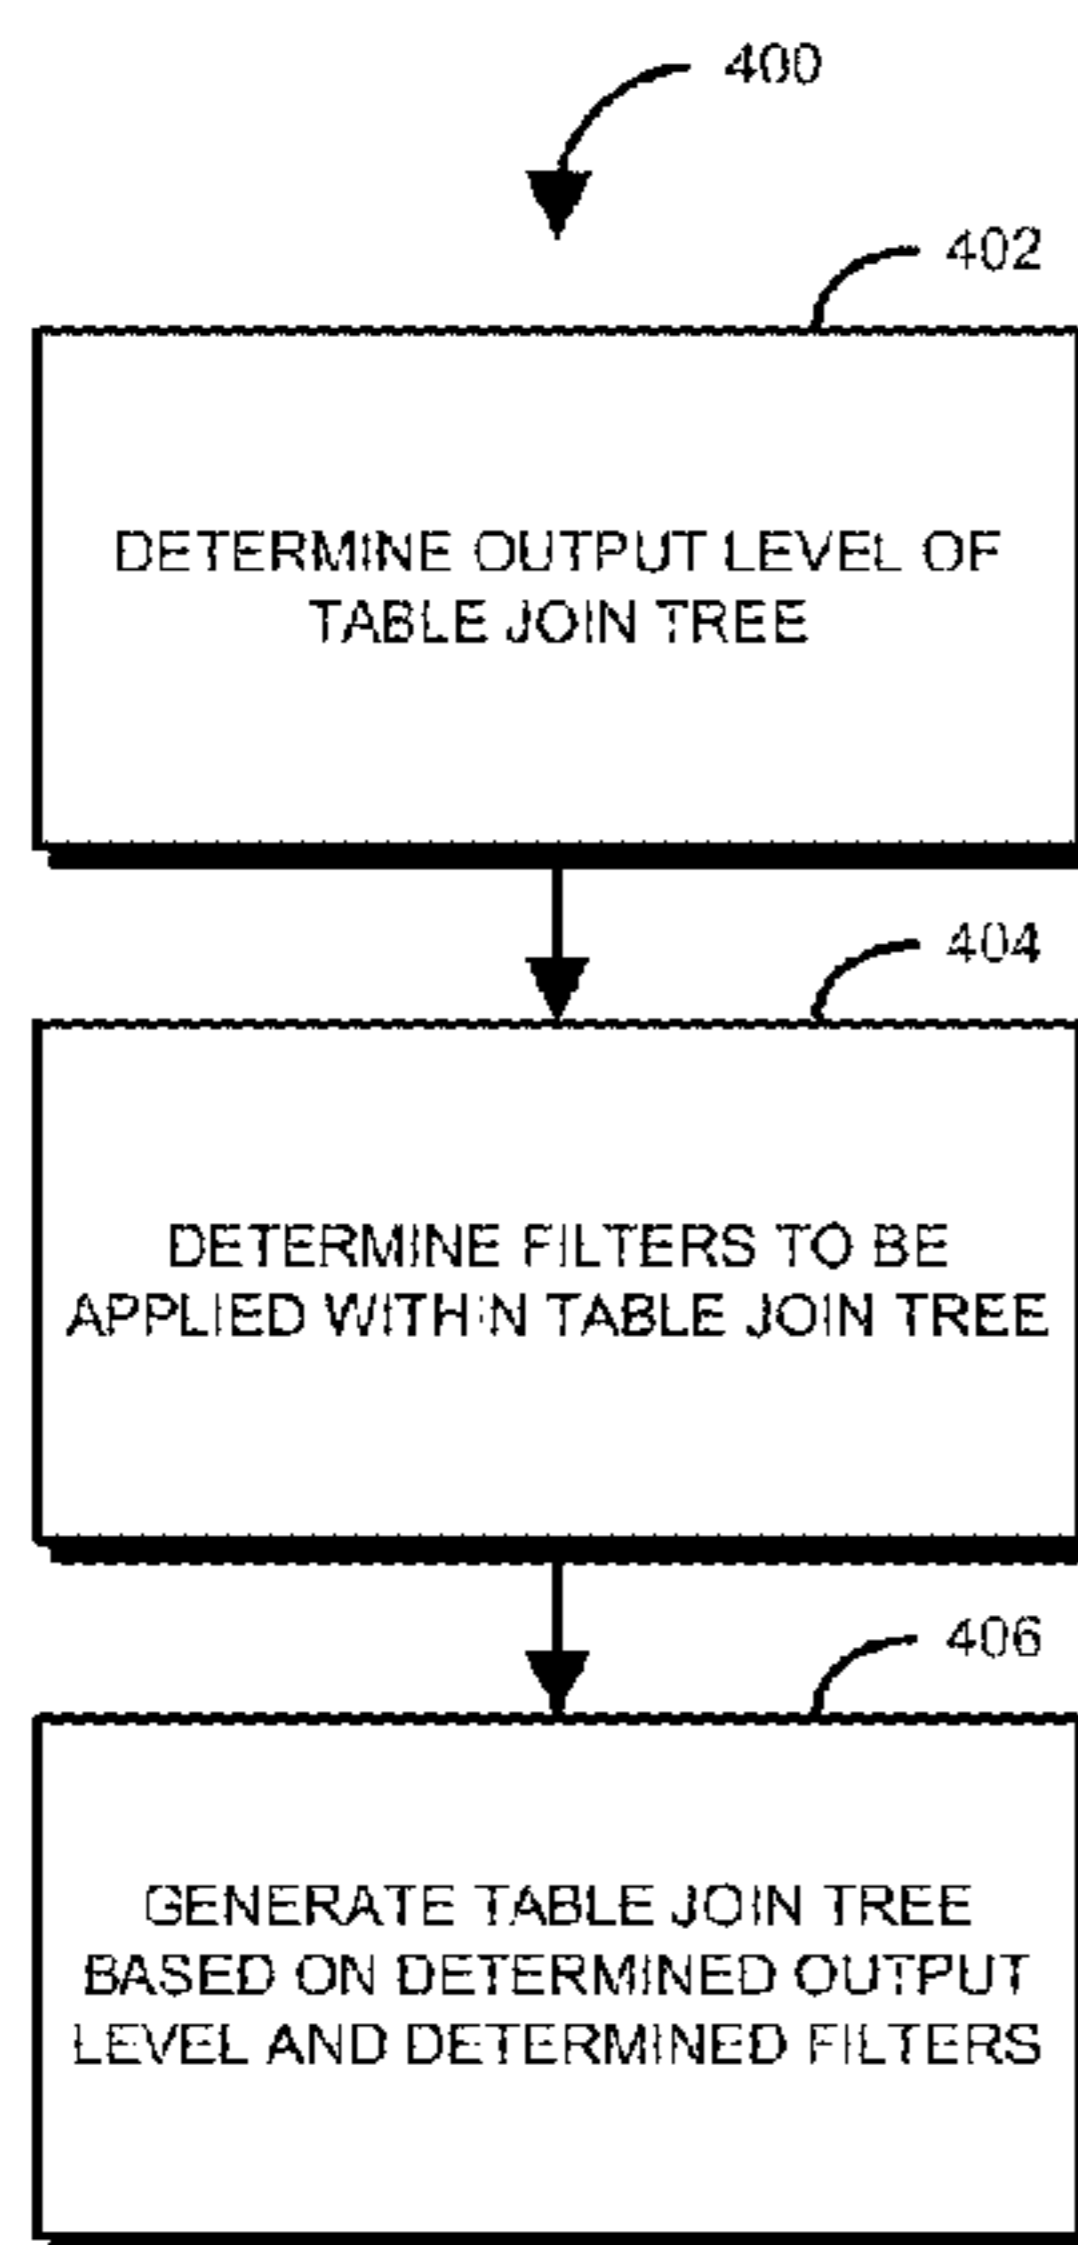 400
402
DETERMINE OUTPUT LEVEL OF
TABLE JOIN TREE
404
DETERMINE FILTERS TO BE
APPLIED WITHIN TABLE JOIN TREE
406
GENERATE TABLE JOIN TREE
BASED ON DETERMINED OUTPUT
LEVEL AND DETERMINED FILTERS